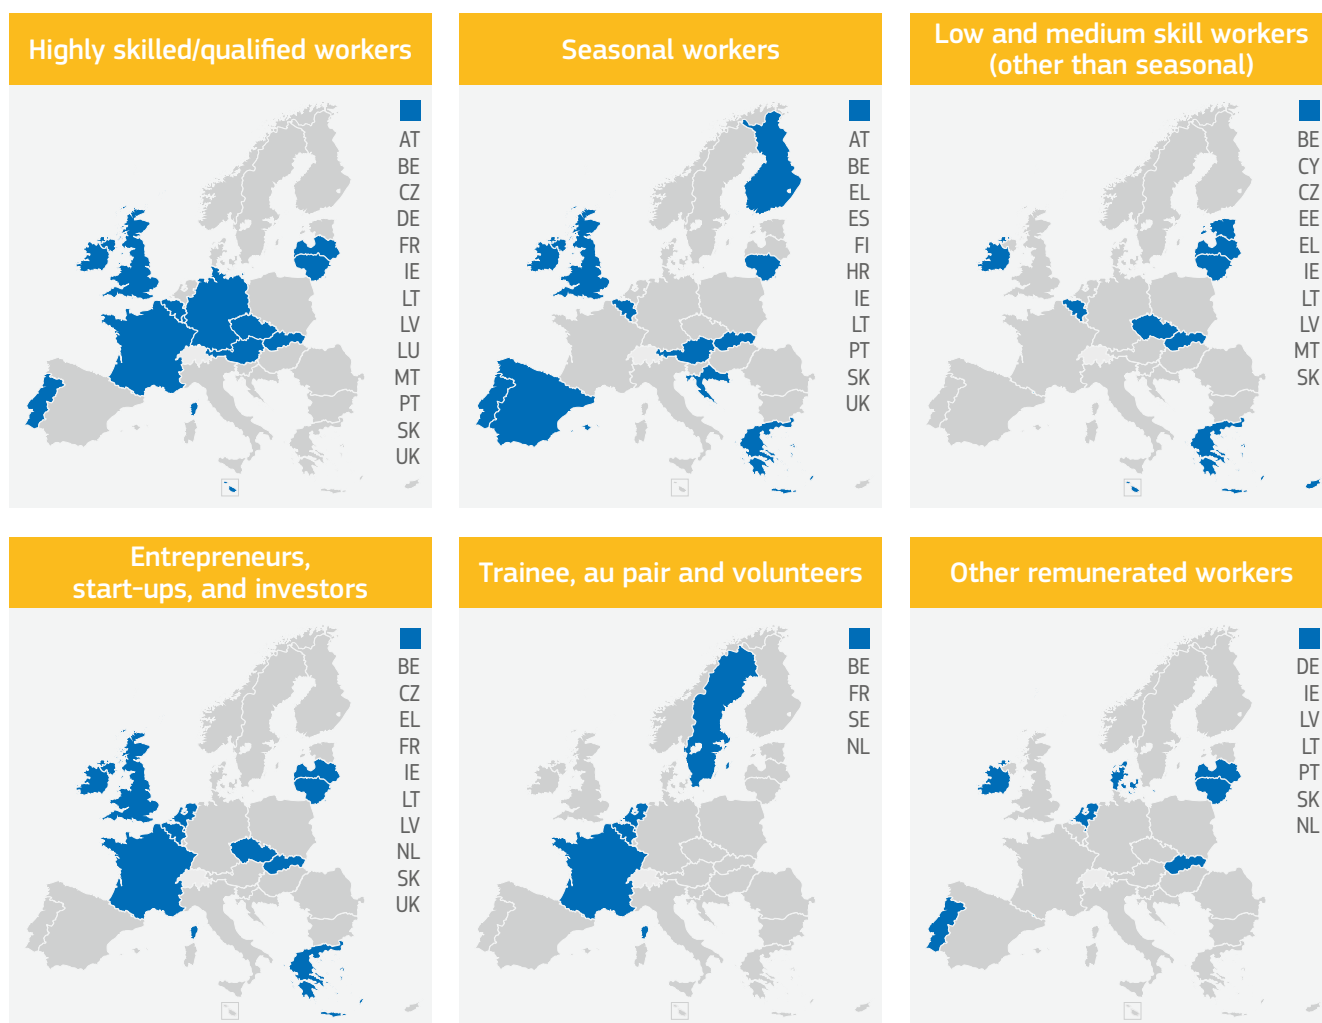 Highly skilled/qualified workers
AT
BE
CZ
DE
FR
IE
LT
LV
LU
MT
PT
SK
UK
Seasonal workers
AT
BE
EL
ES
FI
HR
IE
LT
PT
SK
UK
Low and medium skill workers
(other than seasonal)
BE
CY
CZ
EE
EL
IE
LT
LV
MT
SK
Entrepreneurs,
start-ups, and investors
BE
CZ
EL
FR
IE
LT
LV
NL
SK
UK
Trainee, au pair and volunteers
BE
FR
SE
NL
Other remunerated workers
DE
IE
LV
LT
PT
SK
NL